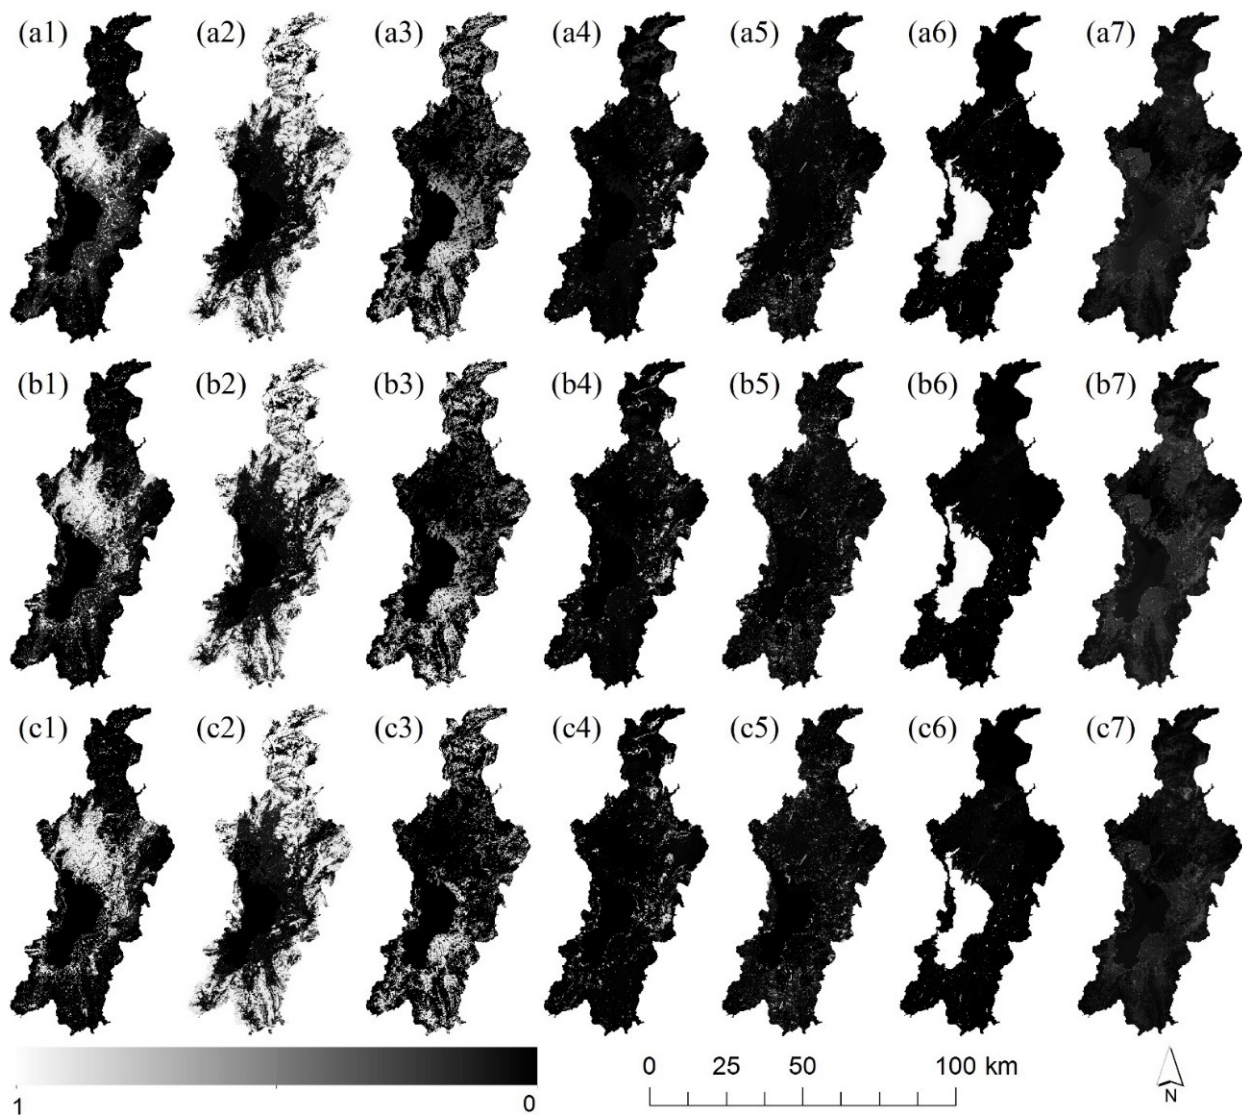 (a1) (a2) (a3) (a4) (a5) (a6) (a7)
(b1) (b2) (b3) (b4) (b5) (b6) (b7)
(c1) (c2) (c3) (c4) (c5) (c6) (c7)
1 0
0 25 50 100 km
N